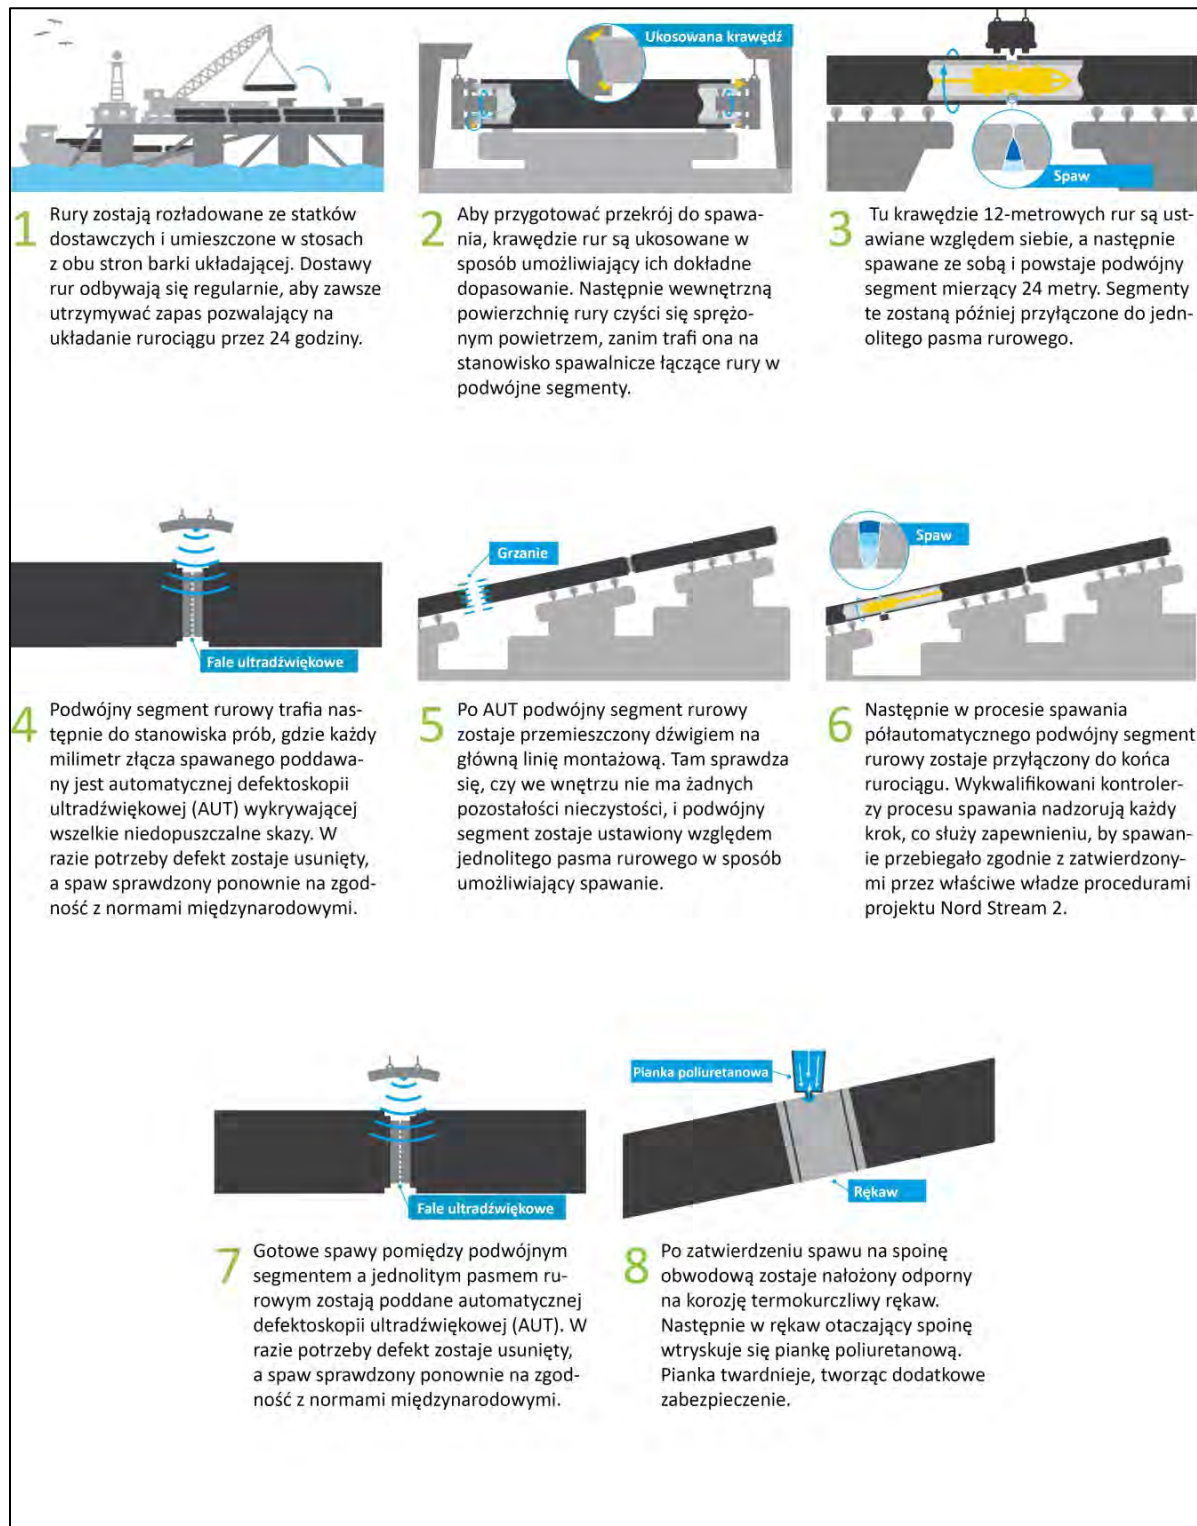 Ukosowana krawędź
Spaw
1
Rury zostają rozładowane ze statków
dostawczych i umieszczone w stosach
z obu stron barki układającej. Dostawy
rur odbywają się regularnie, aby zawsze
utrzymywać zapas pozwalający na
układanie rurociągu przez 24 godziny.
2
Aby przygotować przekrój do spawa-
nia, krawędzie rur są ukosowane w
sposób umożliwiający ich dokładne
dopasowanie. Następnie wewnętrzną
powierzchnię rury czyści się sprężo-
nym powietrzem, zanim trafi ona na
stanowisko spawalnicze łączące rury w
podwójne segmenty.
3
Tu krawędzie 12-metrowych rur są ust-
awiane względem siebie, a następnie
spawane ze sobą i powstaje podwójny
segment mierzący 24 metry. Segmenty
te zostaną później przyłączone do jedn-
olitego pasma rurowego.
Fale ultradźwiękowe
Grzanie
Spaw
4
Podwójny segment rurowy trafia nas-
tępnie do stanowiska prób, gdzie każdy
milimetr złącza spawanego poddawa-
ny jest automatycznej defektoskopii
ultradźwiękowej (AUT) wykrywającej
wszelkie niedopuszczalne skazy. W
razie potrzeby defekt zostaje usunięty,
a spaw sprawdzony ponownie na zgod-
ność z normami międzynarodowymi.
5
Po AUT podwójny segment rurowy
zostaje przemieszczony dźwigiem na
główną linię montażową. Tam sprawdza
się, czy we wnętrzu nie ma żadnych
pozostałości nieczystości, i podwójny
segment zostaje ustawiony względem
jednolitego pasma rurowego w sposób
umożliwiający spawanie.
6
Następnie w procesie spawania
półautomatycznego podwójny segment
rurowy zostaje przyłączony do końca
rurociągu. Wykwalifikowani kontroler-
zy procesu spawania nadzorują każdy
krok, co służy zapewnieniu, by spawan-
ie przebiegało zgodnie z zatwierdzony-
mi przez właściwe władze procedurami
projektu Nord Stream 2.
Fale ultradźwiękowe
Pianka poliuretanowa
Rękaw
7
Gotowe spawy pomiędzy podwójnym
segmentem a jednolitym pasmem ru-
rowym zostają poddane automatycznej
defektoskopii ultradźwiękowej (AUT). W
razie potrzeby defekt zostaje usunięty,
a spaw sprawdzony ponownie na zgod-
ność z normami międzynarodowymi.
8
Po zatwierdzeniu spawu na spoinę
obwodową zostaje nałożony odporny
na korozję termokurczliwy rękaw.
Następnie w rękaw otaczający spoinę
wtryskuje się piankę poliuretanową.
Pianka twardnieje, tworząc dodatkowe
zabezpieczenie.